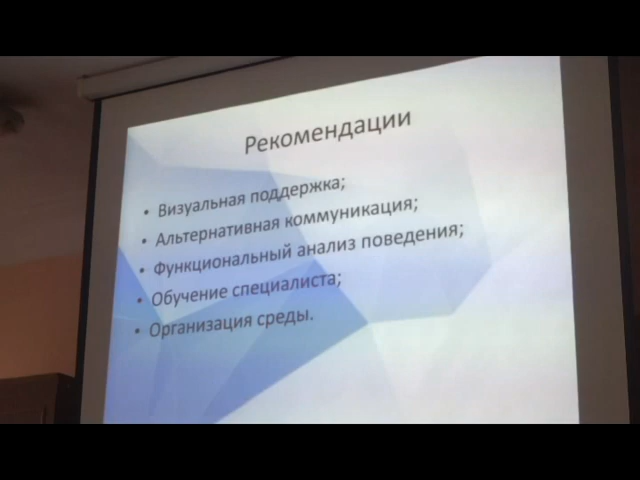 Рекомендации
• Визуальная поддержка;
• Альтернативная коммуникация;
• Функциональный анализ поведения;
• Обучение специалиста;
• Организация среды.